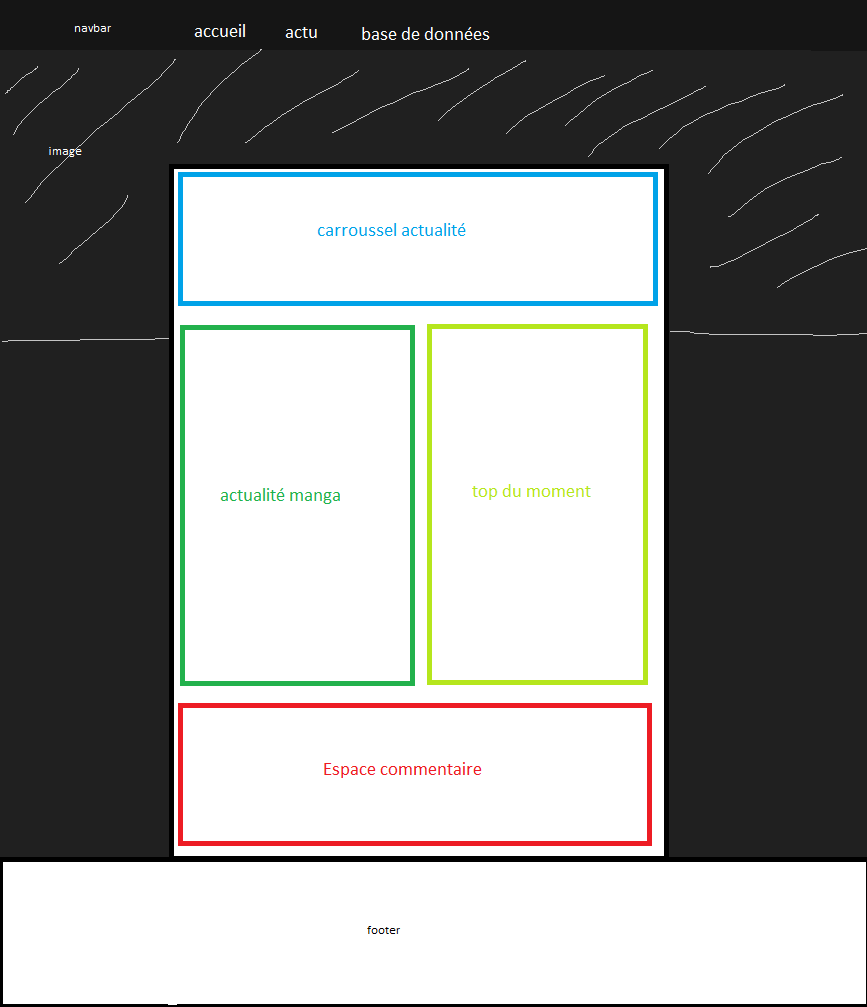 navbar accueil actu base de données
image
carroussel actualité
actualité manga top du moment
Espace commentaire
footer